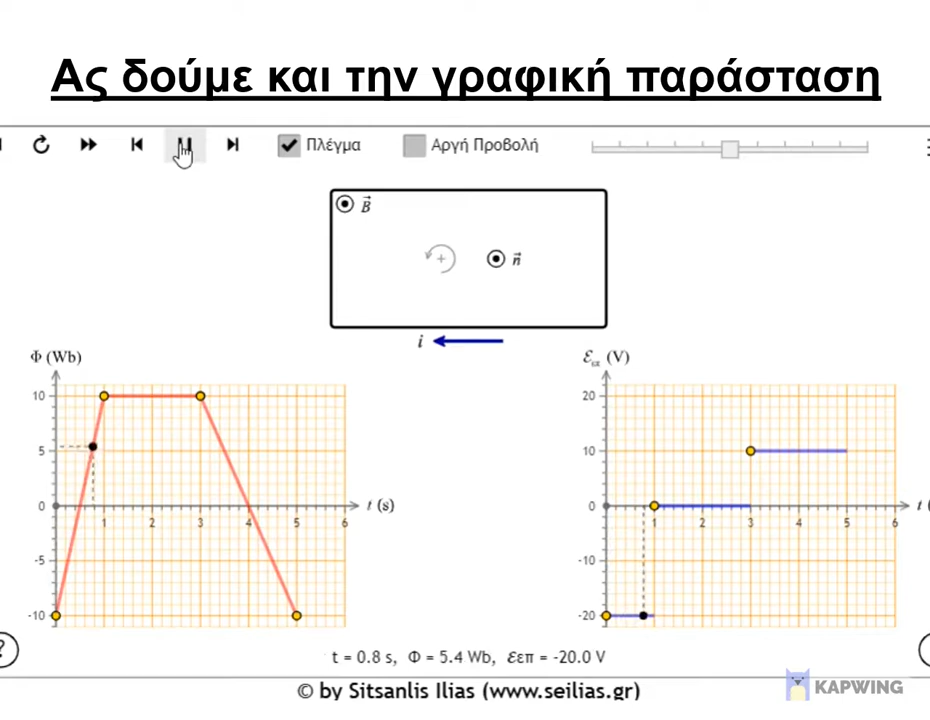 Ας δούμε και την γραφική παράσταση
Πλέγμα Αργή Προβολή
B
+ n
i
Φ (Wb)
10
5
0
-5
-10
1 2 3 4 5 6
t (s)
(V)
20
10
0
-10
-20
1 2 3 4 5 6
t (
?
t = 0.8 s, Φ = 5.4 Wb, ℰεπ = -20.0 V
© by Sitsanlis Ilias (www.seilias.gr)
KAPWING